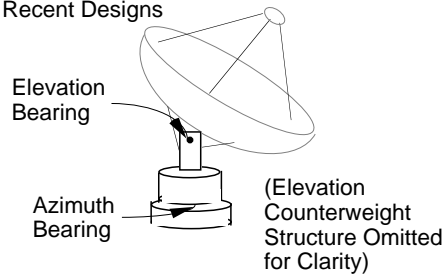 Recent Designs
Elevation
Bearing
Azimuth
Bearing
(Elevation
Counterweight
Structure Omitted
for Clarity)